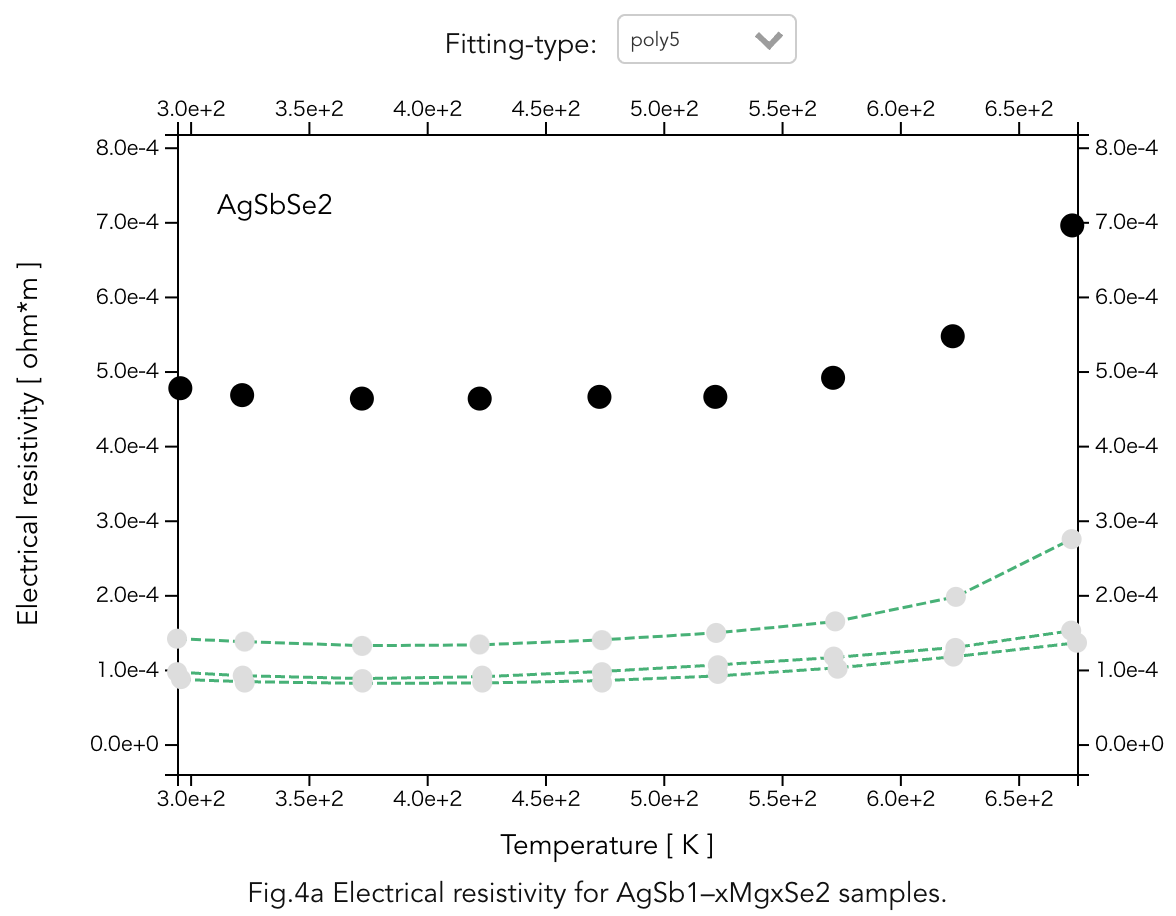 Fitting-type: poly5
3.0e+2 3.5e+2 4.0e+2 4.5e+2 5.0e+2 5.5e+2 6.0e+2 6.5e+2
8.0e-4 8.0e-4
AgSbSe2
7.0e-4 7.0e-4
6.0e-4 6.0e-4
5.0e-4 5.0e-4
4.0e-4 4.0e-4
3.0e-4 3.0e-4
2.0e-4 2.0e-4
1.0e-4 1.0e-4
0.0e+0 0.0e+0
Electrical resistivity [ ohm*m ]
3.0e+2 3.5e+2 4.0e+2 4.5e+2 5.0e+2 5.5e+2 6.0e+2 6.5e+2
Temperature [ K ]
Fig.4a Electrical resistivity for AgSb1–xMgxSe2 samples.